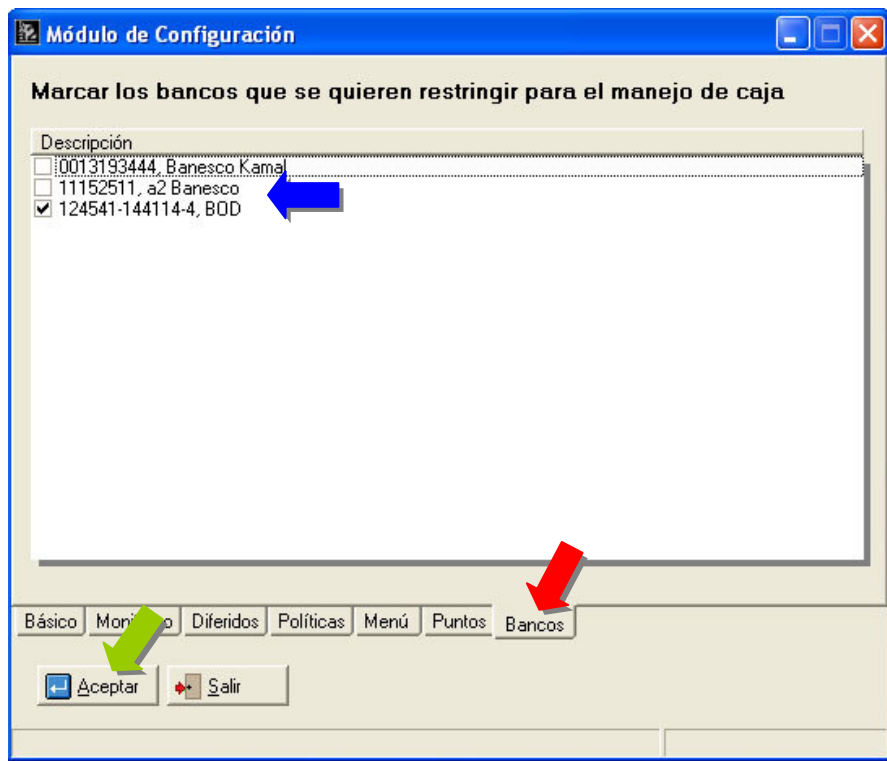 Módulo de Configuración
Marcar los bancos que se quieren restringir para el manejo de caja
Descripción
0013193444, Banesco Kamal
11152511, a2 Banesco
124541-144114-4, BOD
Básico Diferidos Políticas Menú Puntos Bancos
Aceptar Salir